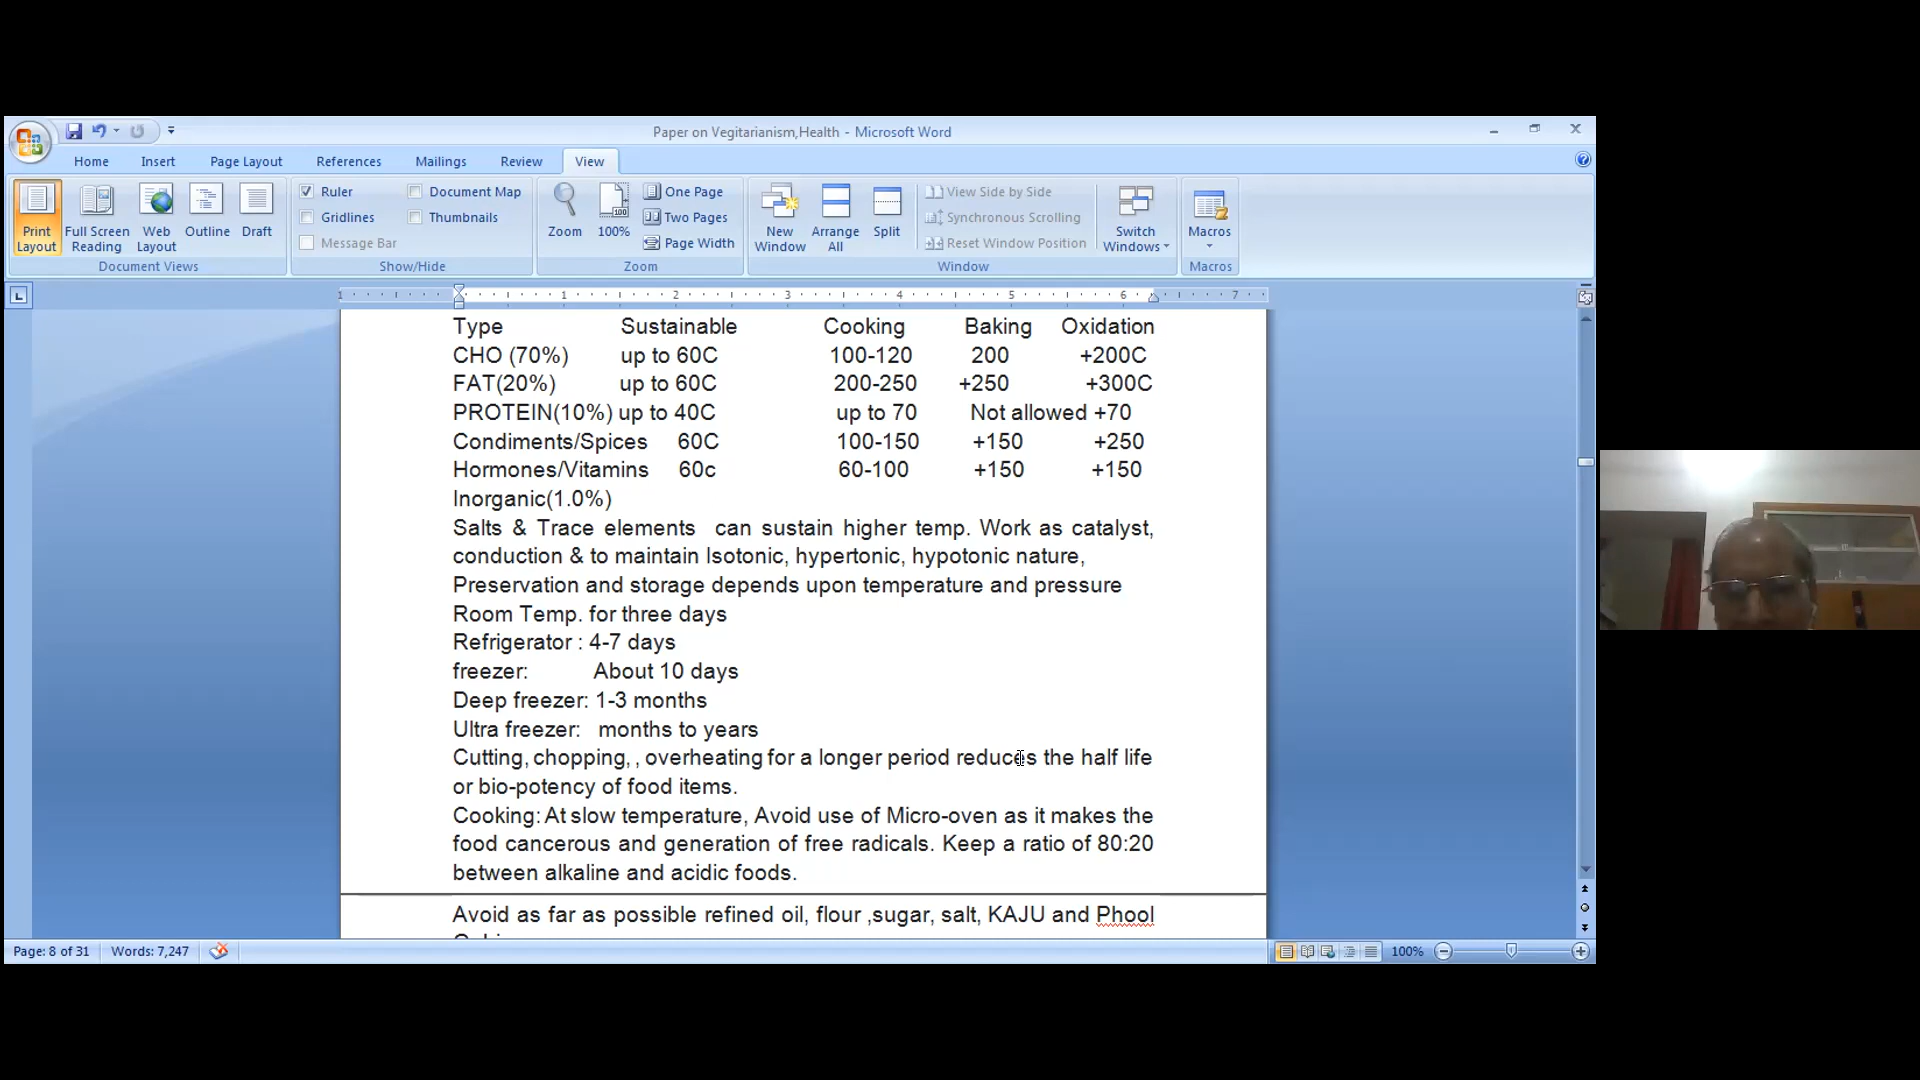 Paper on Vegitarianism,Health - Microsoft Word
Home Insert Page Layout References Mailings Review View
Print Layout
Full Screen Reading
Web Layout
Outline
Draft
Document Views
Ruler
Gridlines
Message Bar
Document Map
Thumbnails
Show/Hide
Zoom
100%
One Page
Two Pages
Page Width
Zoom
New Window
Arrange All
Split
View Side by Side
Synchronous Scrolling
Reset Window Position
Switch Windows
Window
Macros
Macros
1 1 2 3 4 5 6 7
Type Sustainable Cooking Baking Oxidation
CHO (70%) up to 60C 100-120 200 +200C
FAT(20%) up to 60C 200-250 +250 +300C
PROTEIN(10%) up to 40C up to 70 Not allowed +70
Condiments/Spices 60C 100-150 +150 +250
Hormones/Vitamins 60c 60-100 +150 +150
Inorganic(1.0%)
Salts & Trace elements can sustain higher temp. Work as catalyst,
conduction & to maintain Isotonic, hypertonic, hypotonic nature,
Preservation and storage depends upon temperature and pressure
Room Temp. for three days
Refrigerator : 4-7 days
freezer: About 10 days
Deep freezer: 1-3 months
Ultra freezer: months to years
Cutting, chopping, , overheating for a longer period reduces the half life
or bio-potency of food items.
Cooking: At slow temperature, Avoid use of Micro-oven as it makes the
food cancerous and generation of free radicals. Keep a ratio of 80:20
between alkaline and acidic foods.
Avoid as far as possible refined oil, flour ,sugar, salt, KAJU and Phool
Page: 8 of 31 Words: 7,247 100%